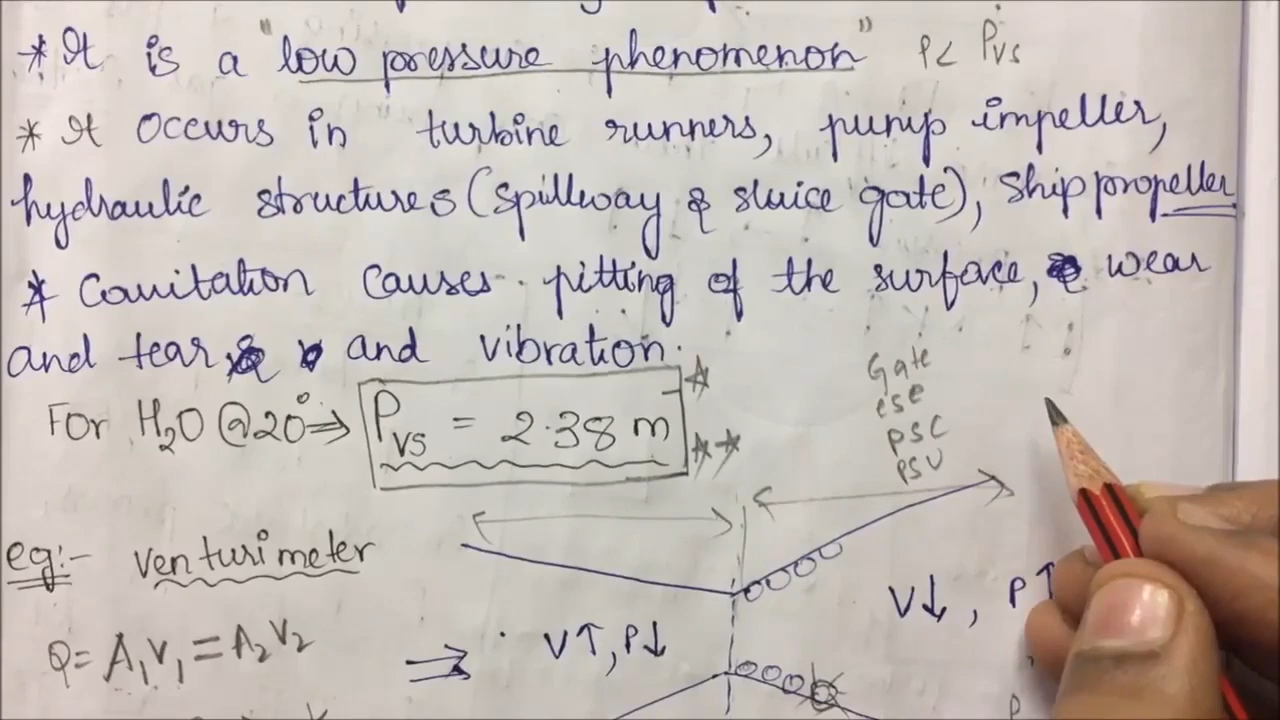 * It is a "low pressure phenomenon" P< Pvs
* It occurs in turbine runners, pump impeller,
hydraulic structures (spillway & sluice gate), ship propeller
* Cavitation causes pitting of the surface, wear
and tear and vibration.
For H2O @20° ⇒ Pvs = 2.38 m
Gate
ese
PSC
PSU
eg:- venturimeter
V↓, P↑
Q= A1V1 = A2V2
⇒ V↑, P↓
P